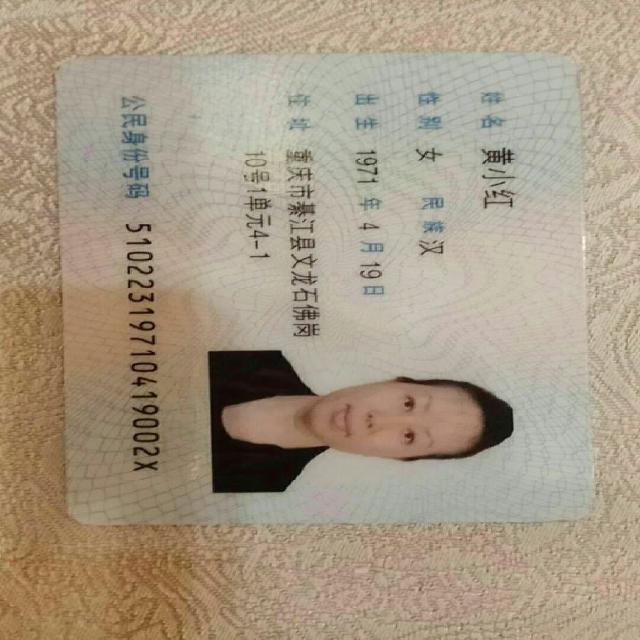 姓名 黄小红
性别 女 民族 汉
出生 1971 年 4 月 19 日
住址 重庆市綦江县文龙石佛岗
10号1单元4-1
公民身份号码 51022319710419002X